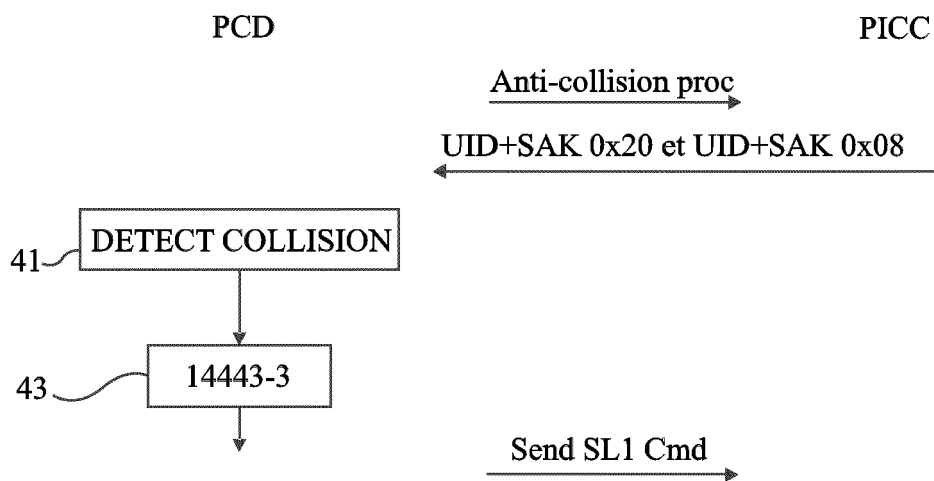 PCD
PICC
Anti-collision proc
UID+SAK 0x20 et UID+SAK 0x08
DETECT COLLISION
41
14443-3
43
Send SL1 Cmd